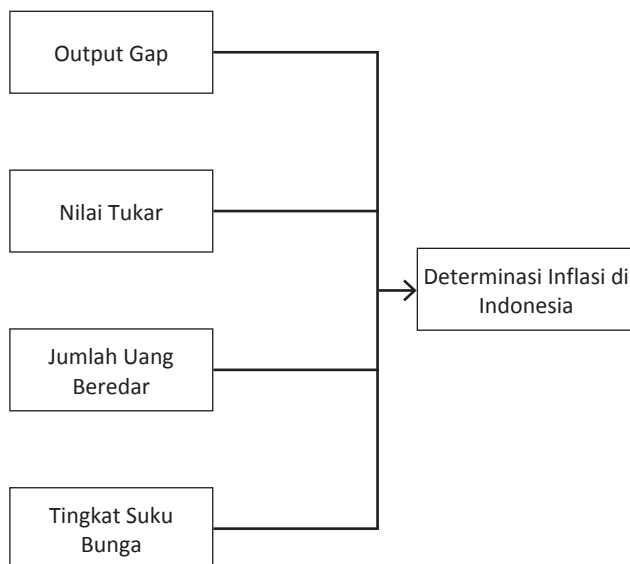 Output Gap
Nilai Tukar
Determinasi Inflasi di
Indonesia
Jumlah Uang
Beredar
Tingkat Suku
Bunga